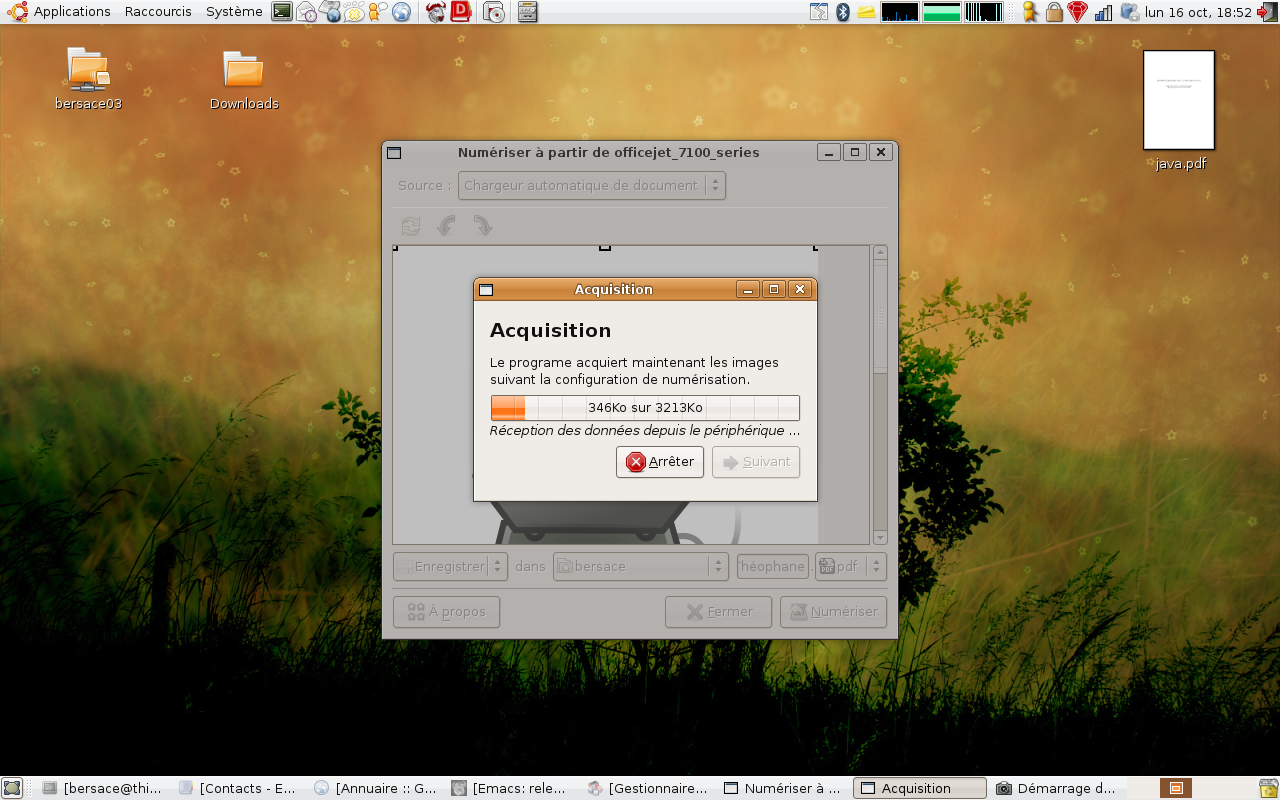 Applications Raccourcis Système lun 16 oct, 18:52
bersace03
Downloads
java.pdf
Numériser à partir de officejet_7100_series
Source : Chargeur automatique de document
Acquisition
Acquisition
Le programe acquiert maintenant les images
suivant la configuration de numérisation.
346Ko sur 3213Ko
Réception des données depuis le périphérique ...
Arrêter Suivant
Enregistrer dans bersace héophane . pdf
À propos Fermer Numériser
[bersace@thi... [Contacts - E... [Annuaire :: G... [Emacs: rele... [Gestionnaire... Numériser à ... Acquisition Démarrage d...